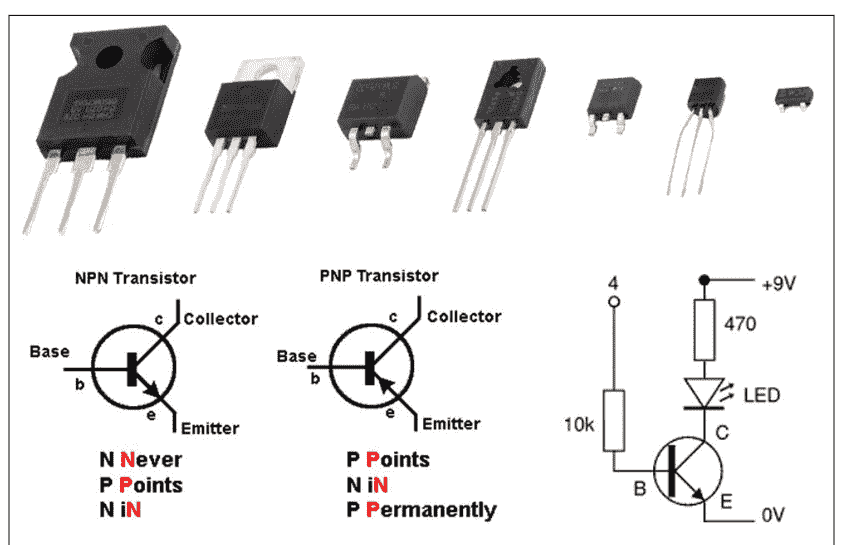 NPN Transistor
c Collector
Base
b
e
Emitter
N Never
P Points
N iN
PNP Transistor
c Collector
Base
b
e
Emitter
P Points
N iN
P Permanently
4
+9V
470
LED
10k
C
B
E
0V